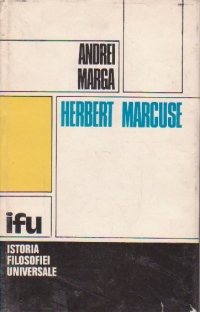 ANDREI
MARGA
HERBERT MARCUSE
ifu
ISTORIA
FILOSOFIEI
UNIVERSALE